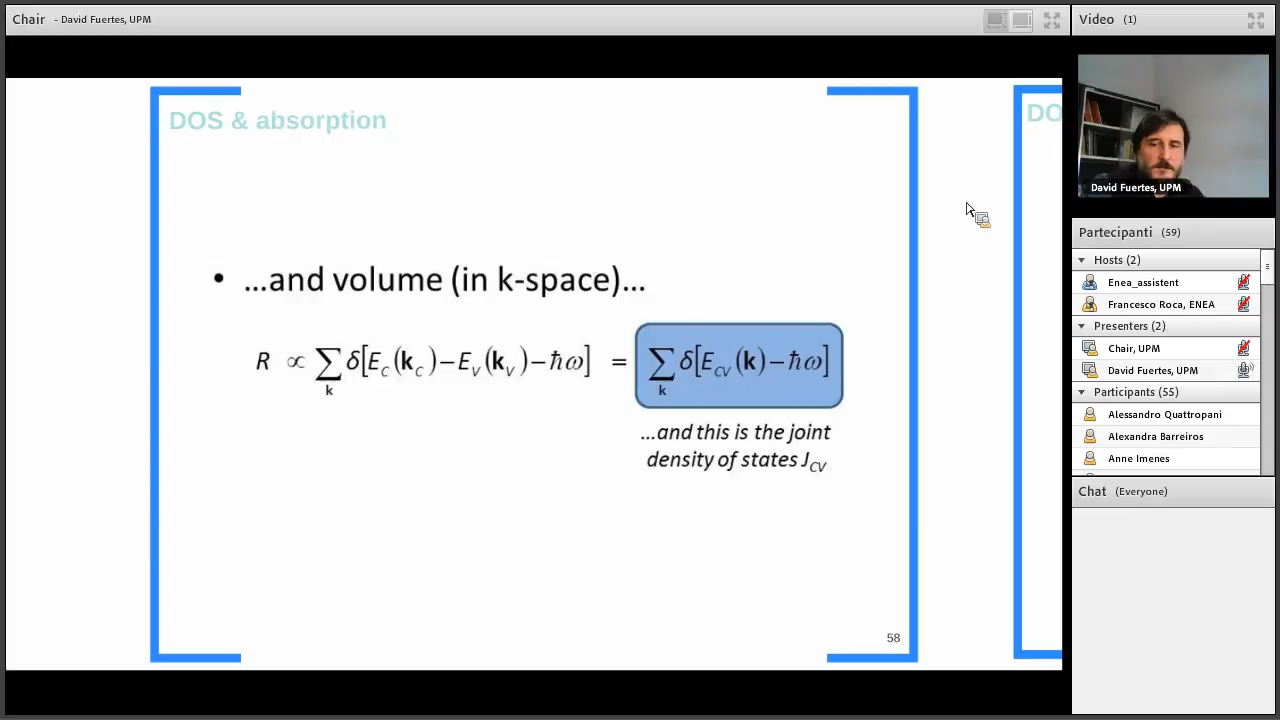 Chair - David Fuertes, UPM
Video (1)
DOS & absorption
DO
• ...and volume (in k-space)...
R ∝ ∑ₖ δ[E_C(k_C)−E_V(k_V)−ħω] = ∑ₖ δ[E_CV(k)−ħω]
...and this is the joint
density of states J_CV
58
David Fuertes, UPM
Partecipanti (59)
Hosts (2)
Enea_assistent
Francesco Roca, ENEA
Presenters (2)
Chair, UPM
David Fuertes, UPM
Participants (55)
Alessandro Quattropani
Alexandra Barreiros
Anne Imenes
Chat (Everyone)